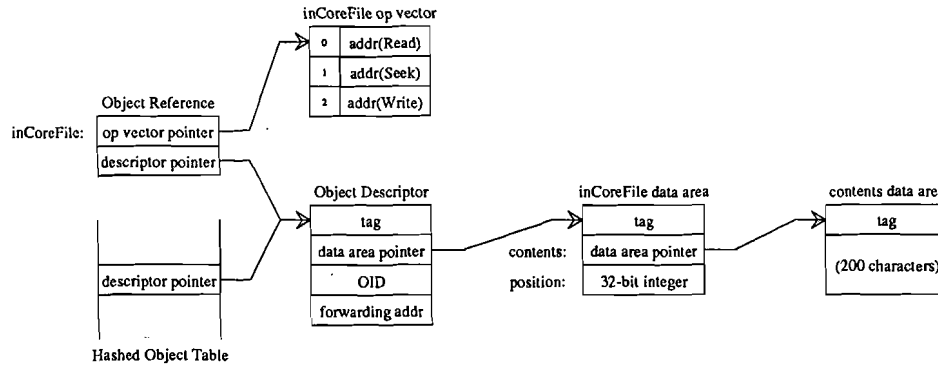 inCoreFile op vector
0 addr(Read)
1 addr(Seek)
2 addr(Write)
Object Reference
inCoreFile: op vector pointer
descriptor pointer
Object Descriptor
tag
data area pointer
OID
forwarding addr
inCoreFile data area
tag
contents: data area pointer
position: 32-bit integer
contents data are
tag
(200 characters)
descriptor pointer
Hashed Object Table